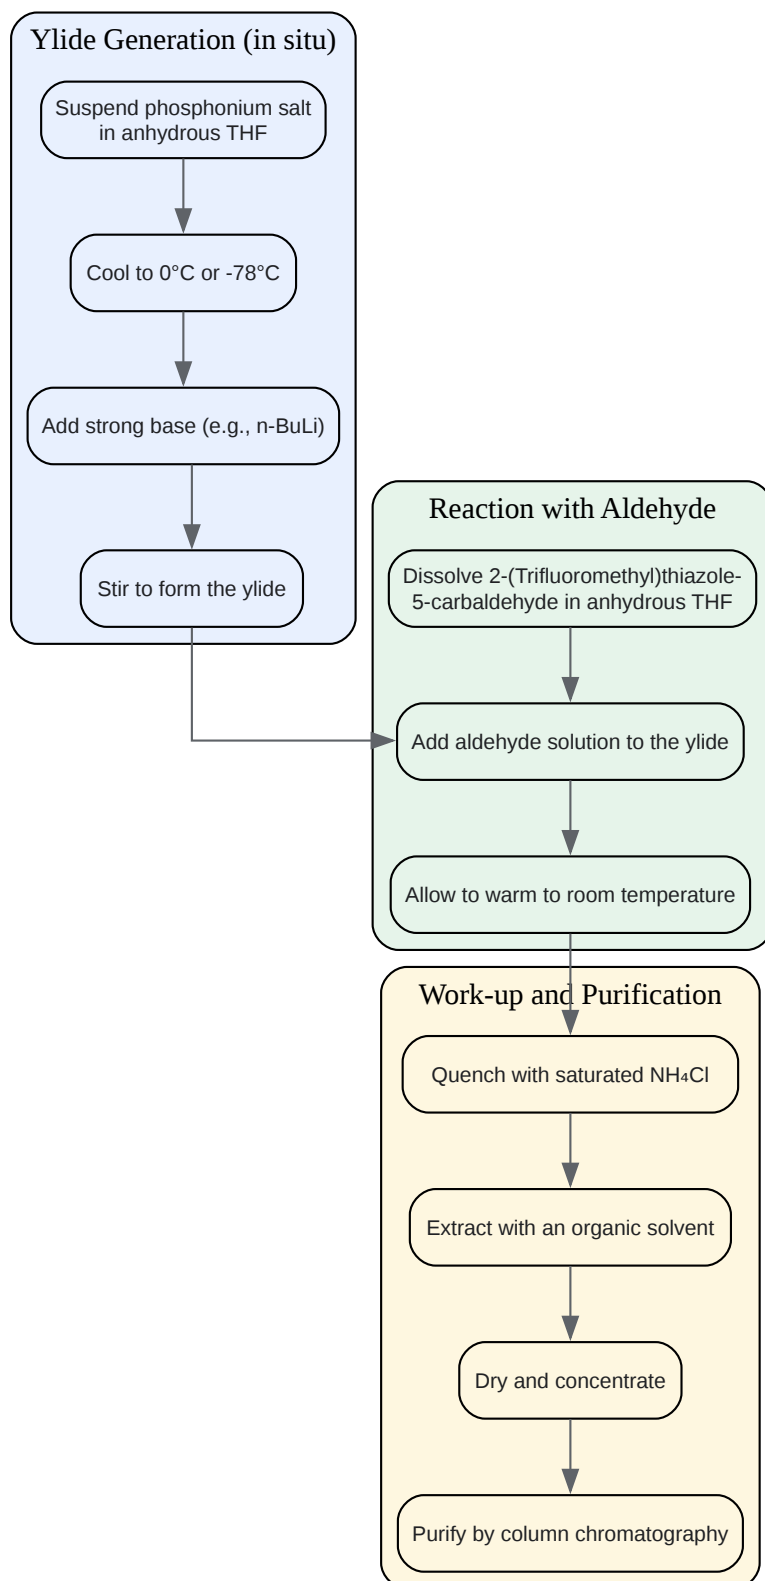 Ylide Generation (in situ)
Suspend phosphonium salt
in anhydrous THF
Cool to 0°C or -78°C
Add strong base (e.g., n-BuLi)
Stir to form the ylide
Reaction with Aldehyde
Dissolve 2-(Trifluoromethyl)thiazole-
5-carbaldehyde in anhydrous THF
Add aldehyde solution to the ylide
Allow to warm to room temperature
Work-up and Purification
Quench with saturated NH₄Cl
Extract with an organic solvent
Dry and concentrate
Purify by column chromatography